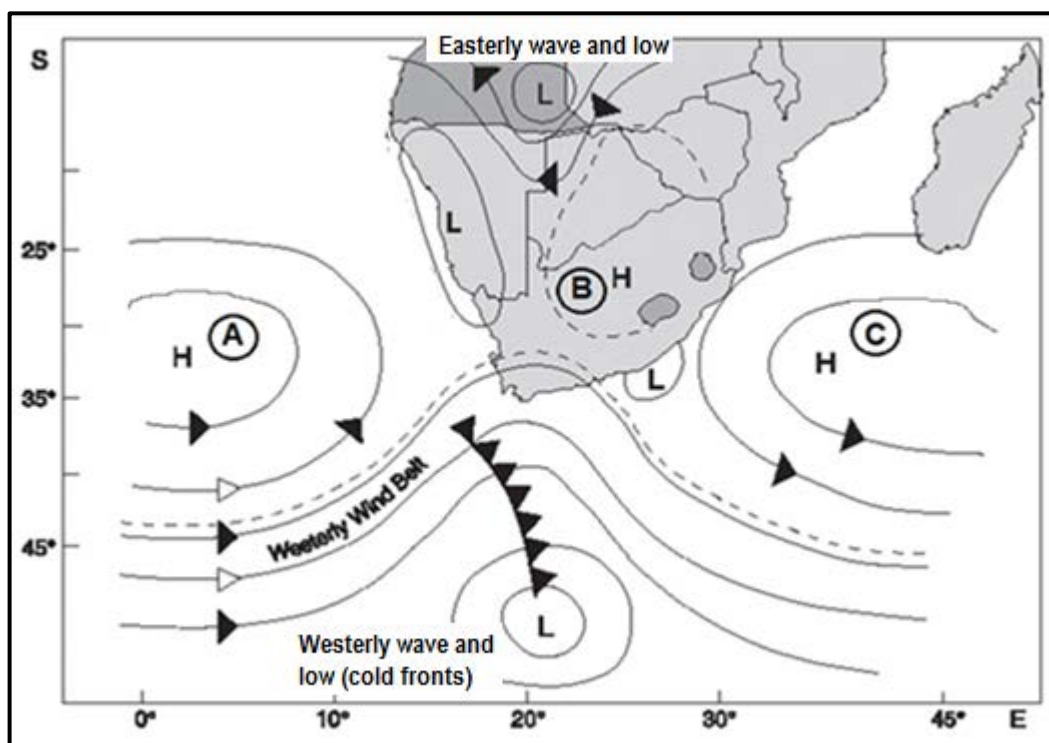 Easterly wave and low
S
L
L
25°
B
H
A
H
C
H
L
35°
Westerly Wind Belt
45°
L
Westerly wave and
low (cold fronts)
0°
10°
20°
30°
45°
E